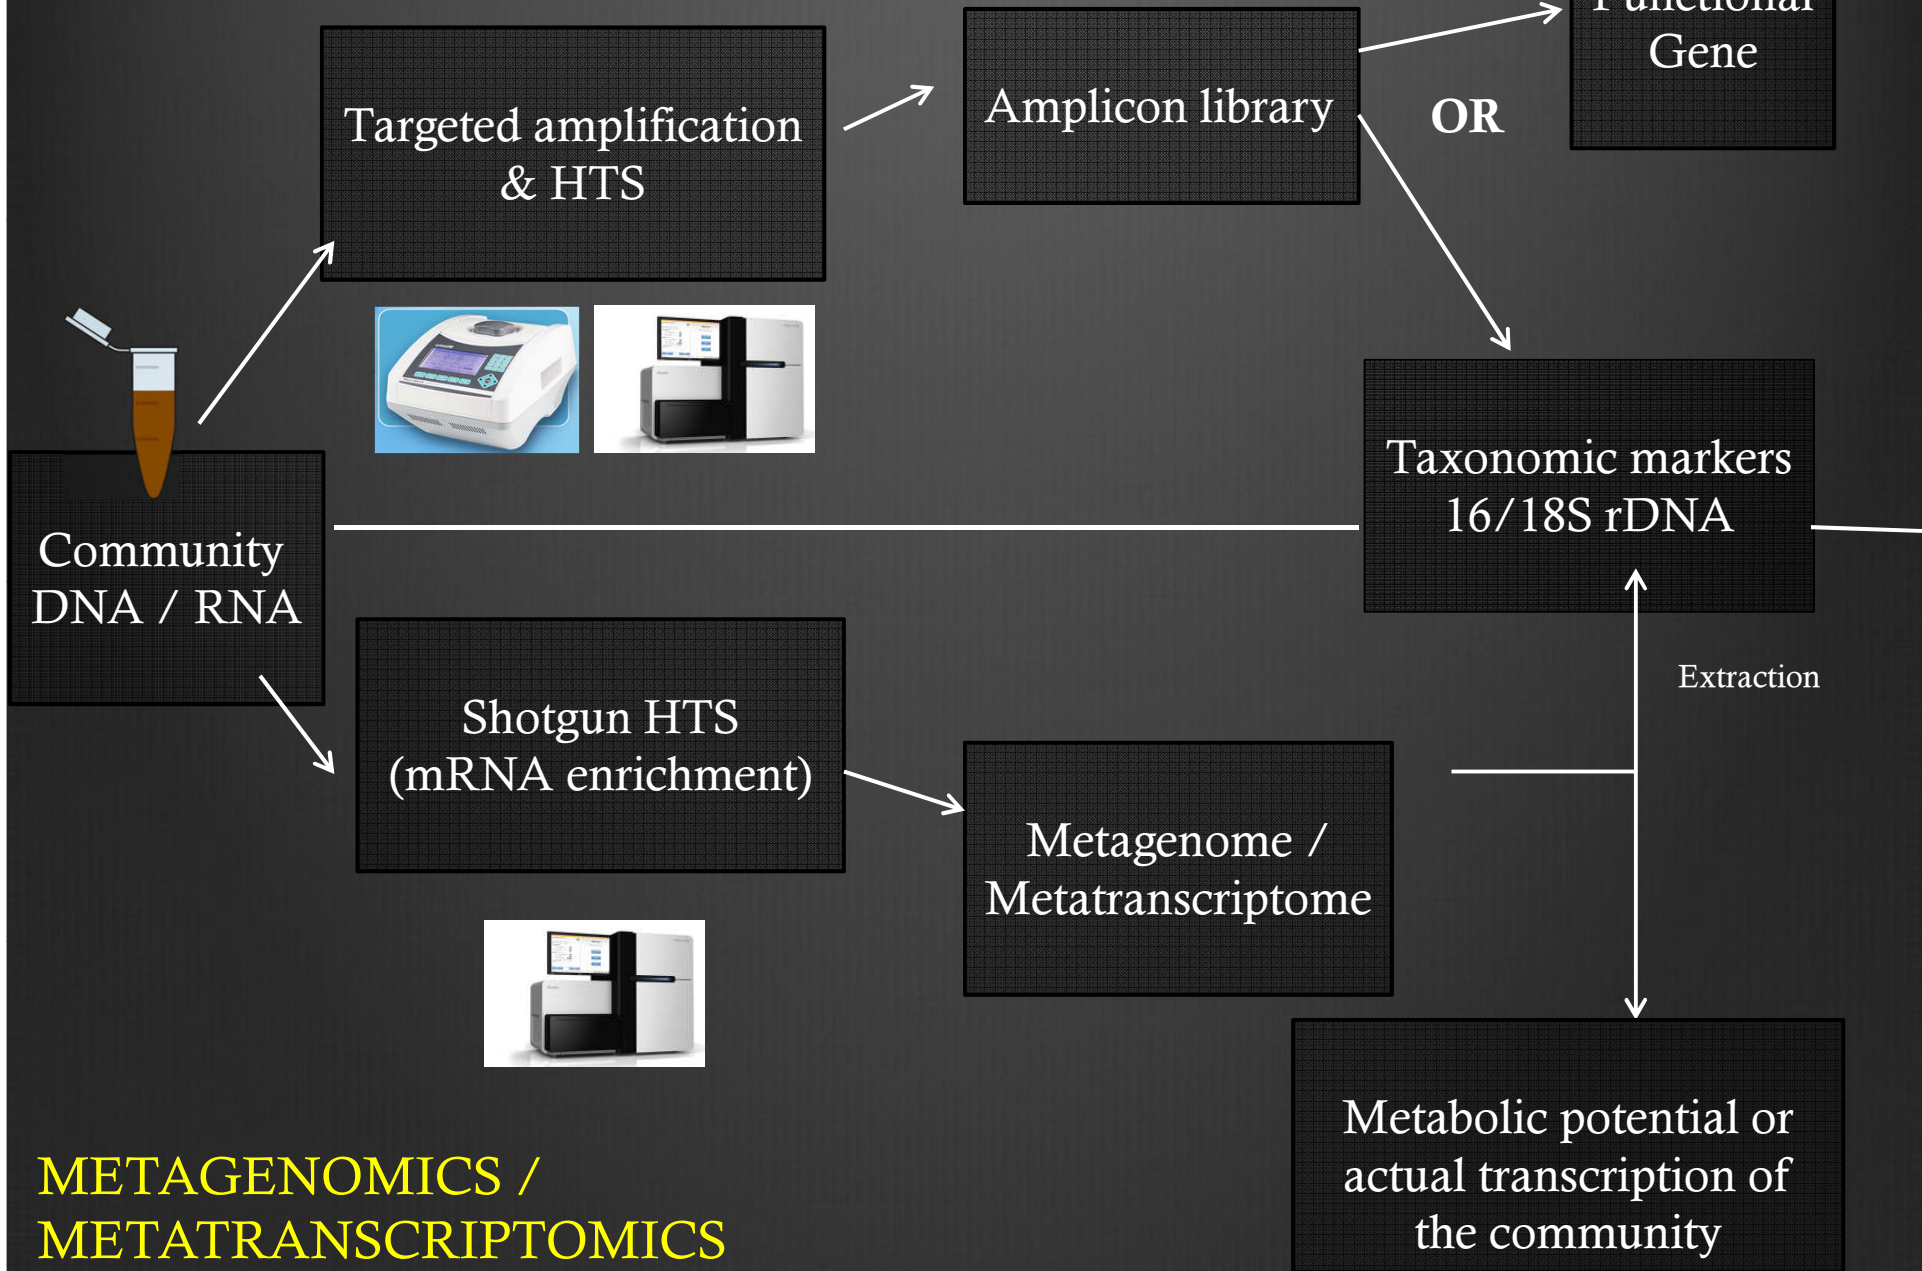 Functional
Gene
Targeted amplification
& HTS
Amplicon library
OR
Taxonomic markers
16/18S rDNA
Community
DNA / RNA
Extraction
Shotgun HTS
(mRNA enrichment)
Metagenome /
Metatranscriptome
Metabolic potential or
actual transcription of
the community
METAGENOMICS /
METATRANSCRIPTOMICS